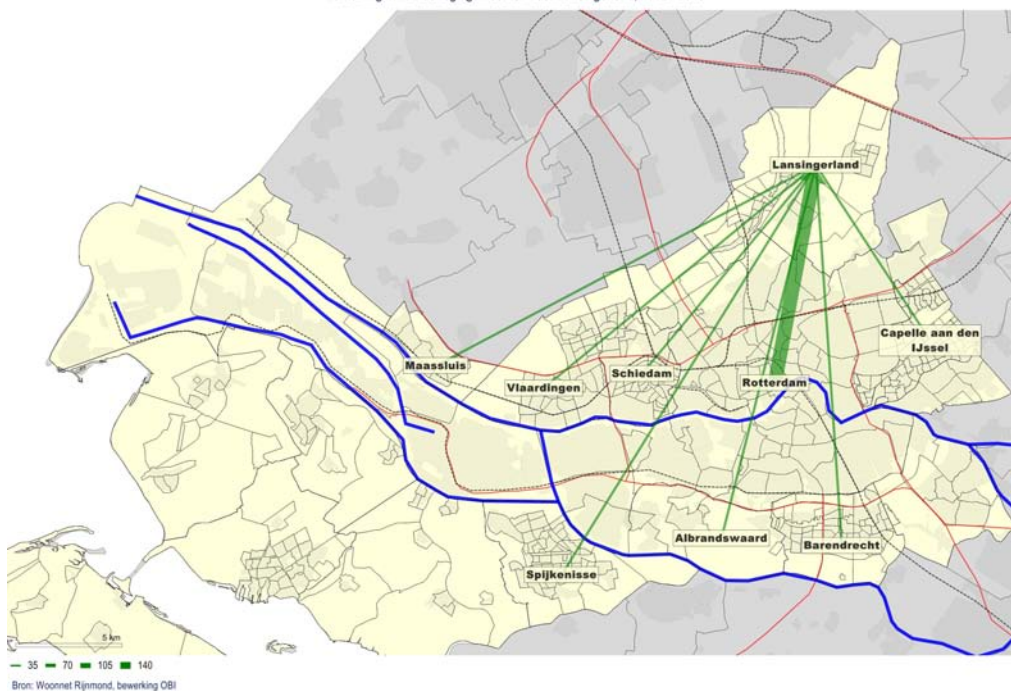 Lansingerland
Capelle aan den
IJssel
Maassluis
Vlaardingen
Schiedam
Rotterdam
Albrandswaard
Barendrecht
Spijkenisse
5 km
35 70 105 140
Bron: Woonnet Rijnmond, bewerking OBI